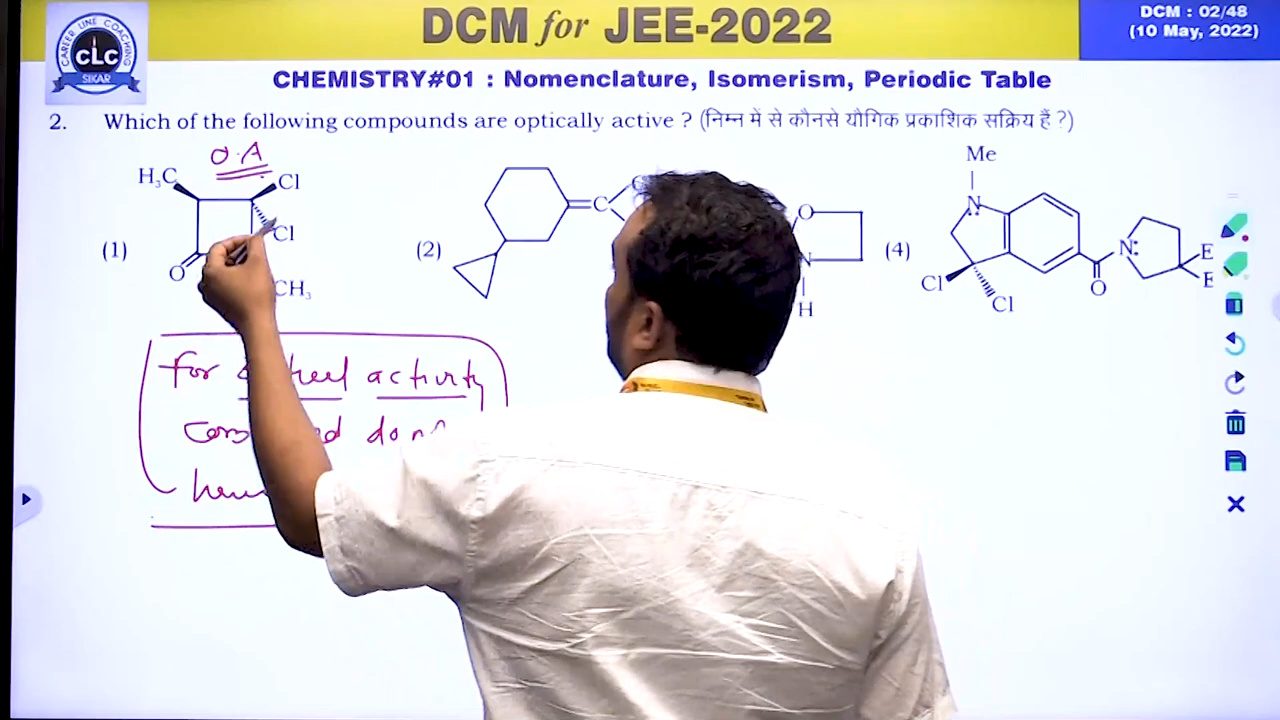 CAREER LINE COACHING
CLC
SIKAR
DCM for JEE-2022
DCM : 02/48
(10 May, 2022)
CHEMISTRY#01 : Nomenclature, Isomerism, Periodic Table
2. Which of the following compounds are optically active ? (निम्न में से कौनसे यौगिक प्रकाशिक सक्रिय हैं ?)
O.A
(1)
H₃C
Cl
Cl
O
CH₃
(2)
C
O
N
H
(4)
Me
N
Cl
Cl
O
N
for
activity